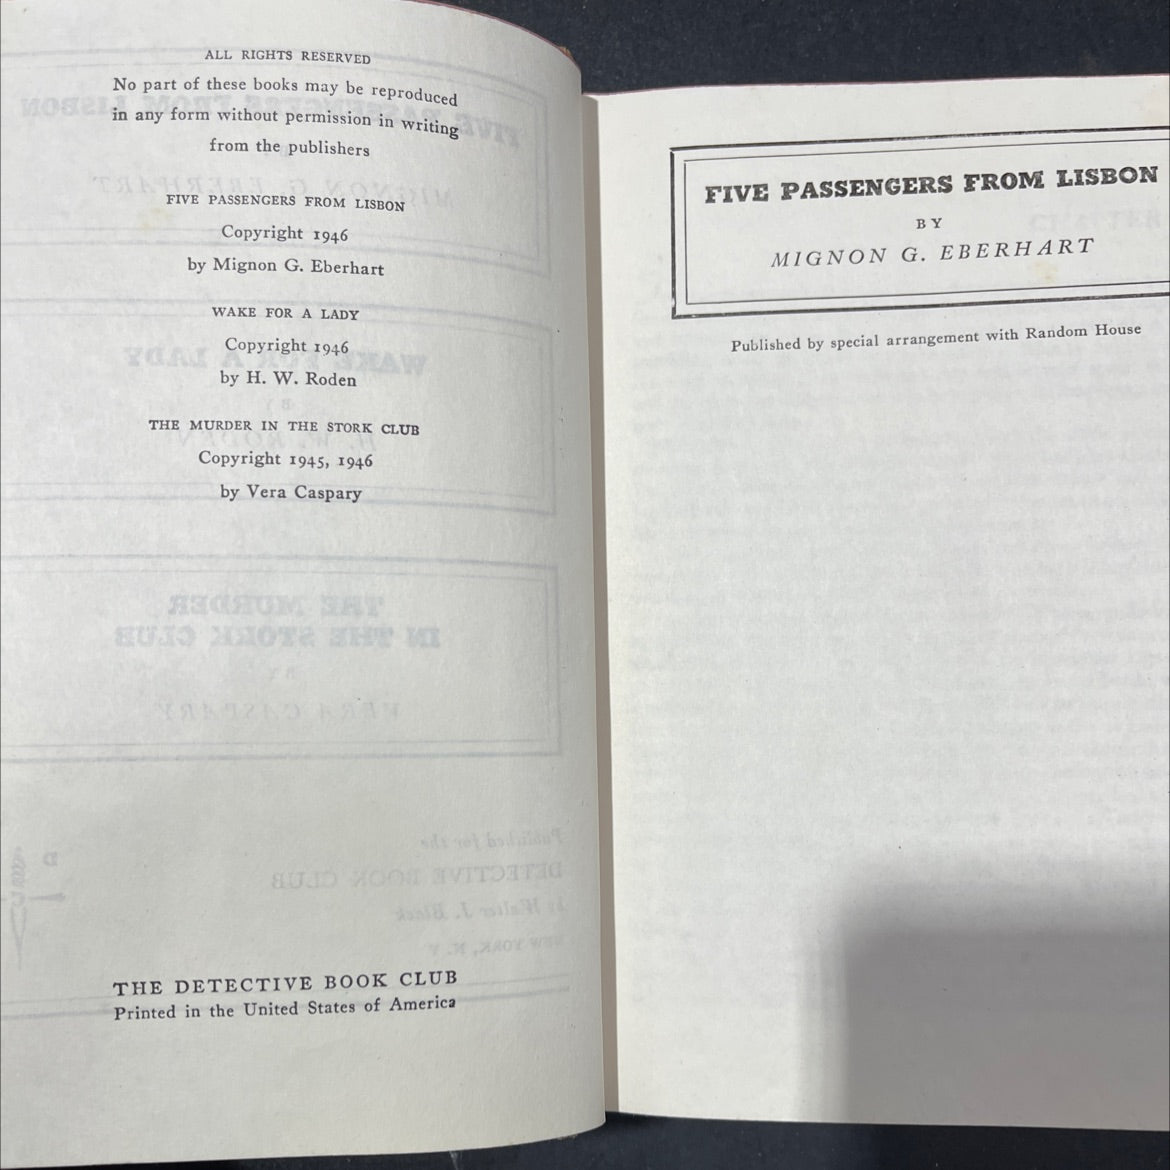 ALL RIGHTS RESERVED
No part of these books may be reproduced
in any form without permission in writing
from the publishers
FIVE PASSENGERS FROM LISBON
Copyright 1946
by Mignon G. Eberhart
WAKE FOR A LADY
Copyright 1946
by H. W. Roden
THE MURDER IN THE STORK CLUB
Copyright 1945, 1946
by Vera Caspary
THE DETECTIVE BOOK CLUB
Printed in the United States of America
FIVE PASSENGERS FROM LISBON
BY
MIGNON G. EBERHART
Published by special arrangement with Random House